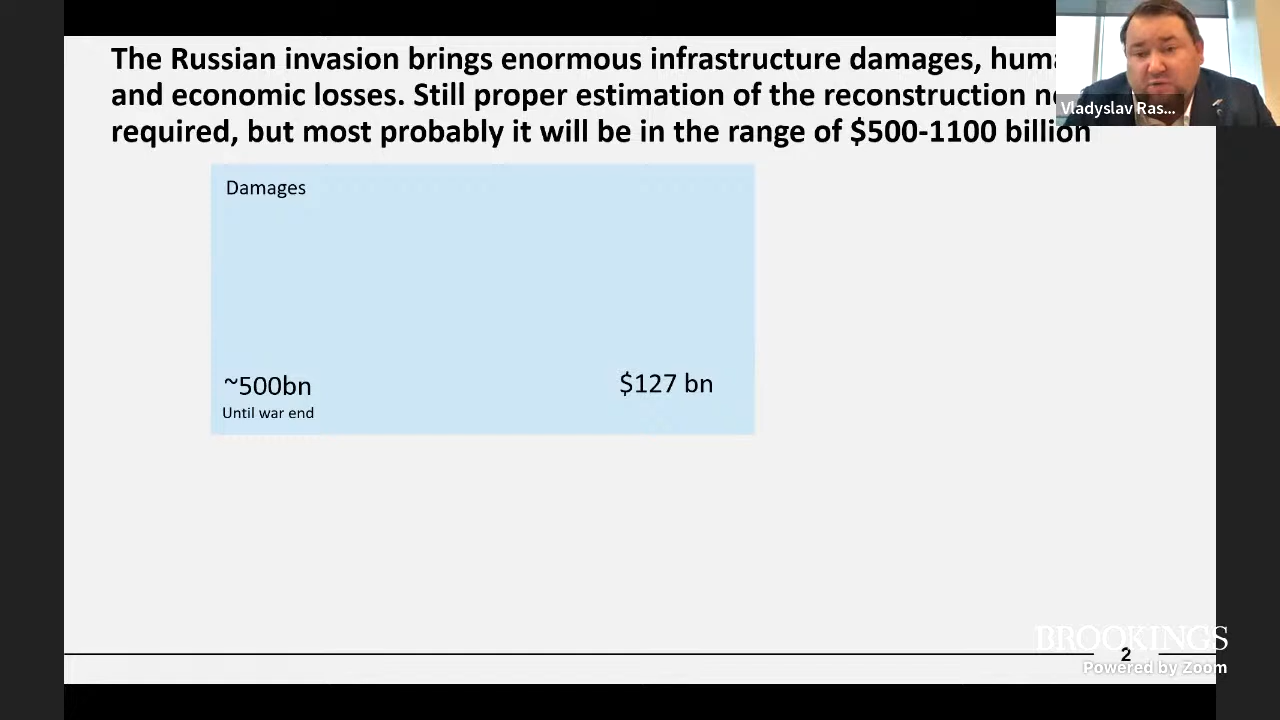 The Russian invasion brings enormous infrastructure damages,
and economic losses. Still proper estimation of the reconstruction
required, but most probably it will be in the range of $500-1100 billion
Vladyslav Ras...
Damages
~500bn
$127 bn
Until war end
BROOKINGS
2
Powered by Zoom